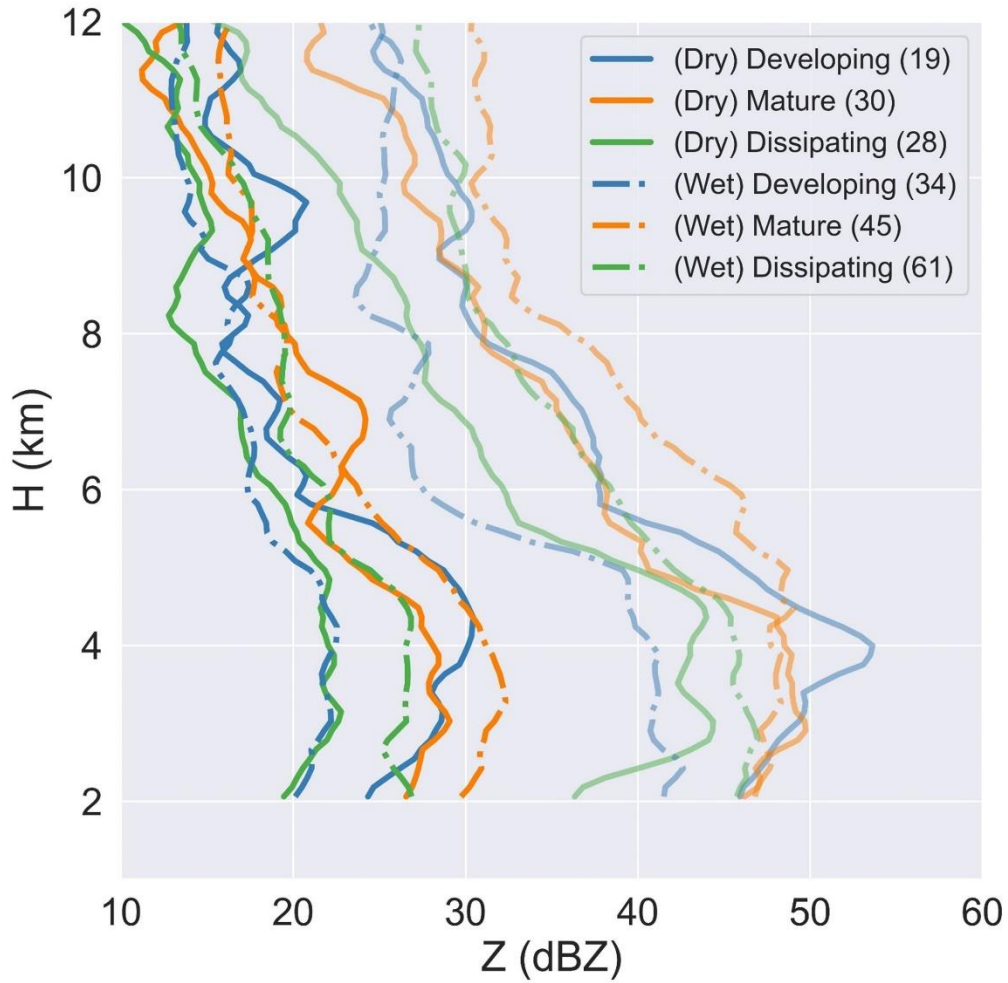 12
10
8
6
4
2
H (km)
(Dry) Developing (19)
(Dry) Mature (30)
(Dry) Dissipating (28)
(Wet) Developing (34)
(Wet) Mature (45)
(Wet) Dissipating (61)
10 20 30 40 50 60
Z (dBZ)